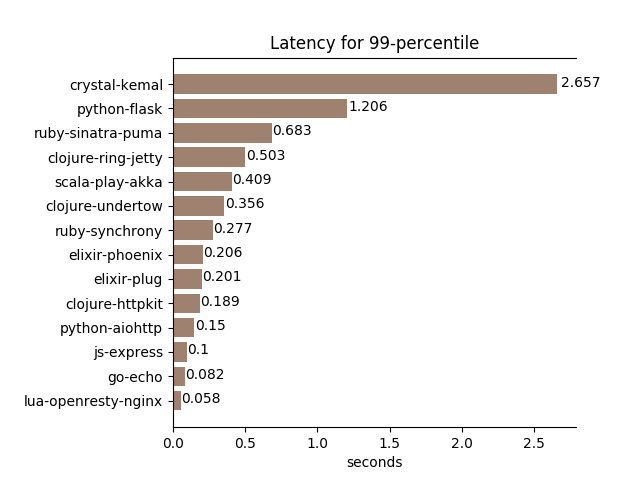 Latency for 99-percentile
crystal-kemal 2.657
python-flask 1.206
ruby-sinatra-puma 0.683
clojure-ring-jetty 0.503
scala-play-akka 0.409
clojure-undertow 0.356
ruby-synchrony 0.277
elixir-phoenix 0.206
elixir-plug 0.201
clojure-httpkit 0.189
python-aiohttp 0.15
js-express 0.1
go-echo 0.082
lua-openresty-nginx 0.058
0.0 0.5 1.0 1.5 2.0 2.5
seconds